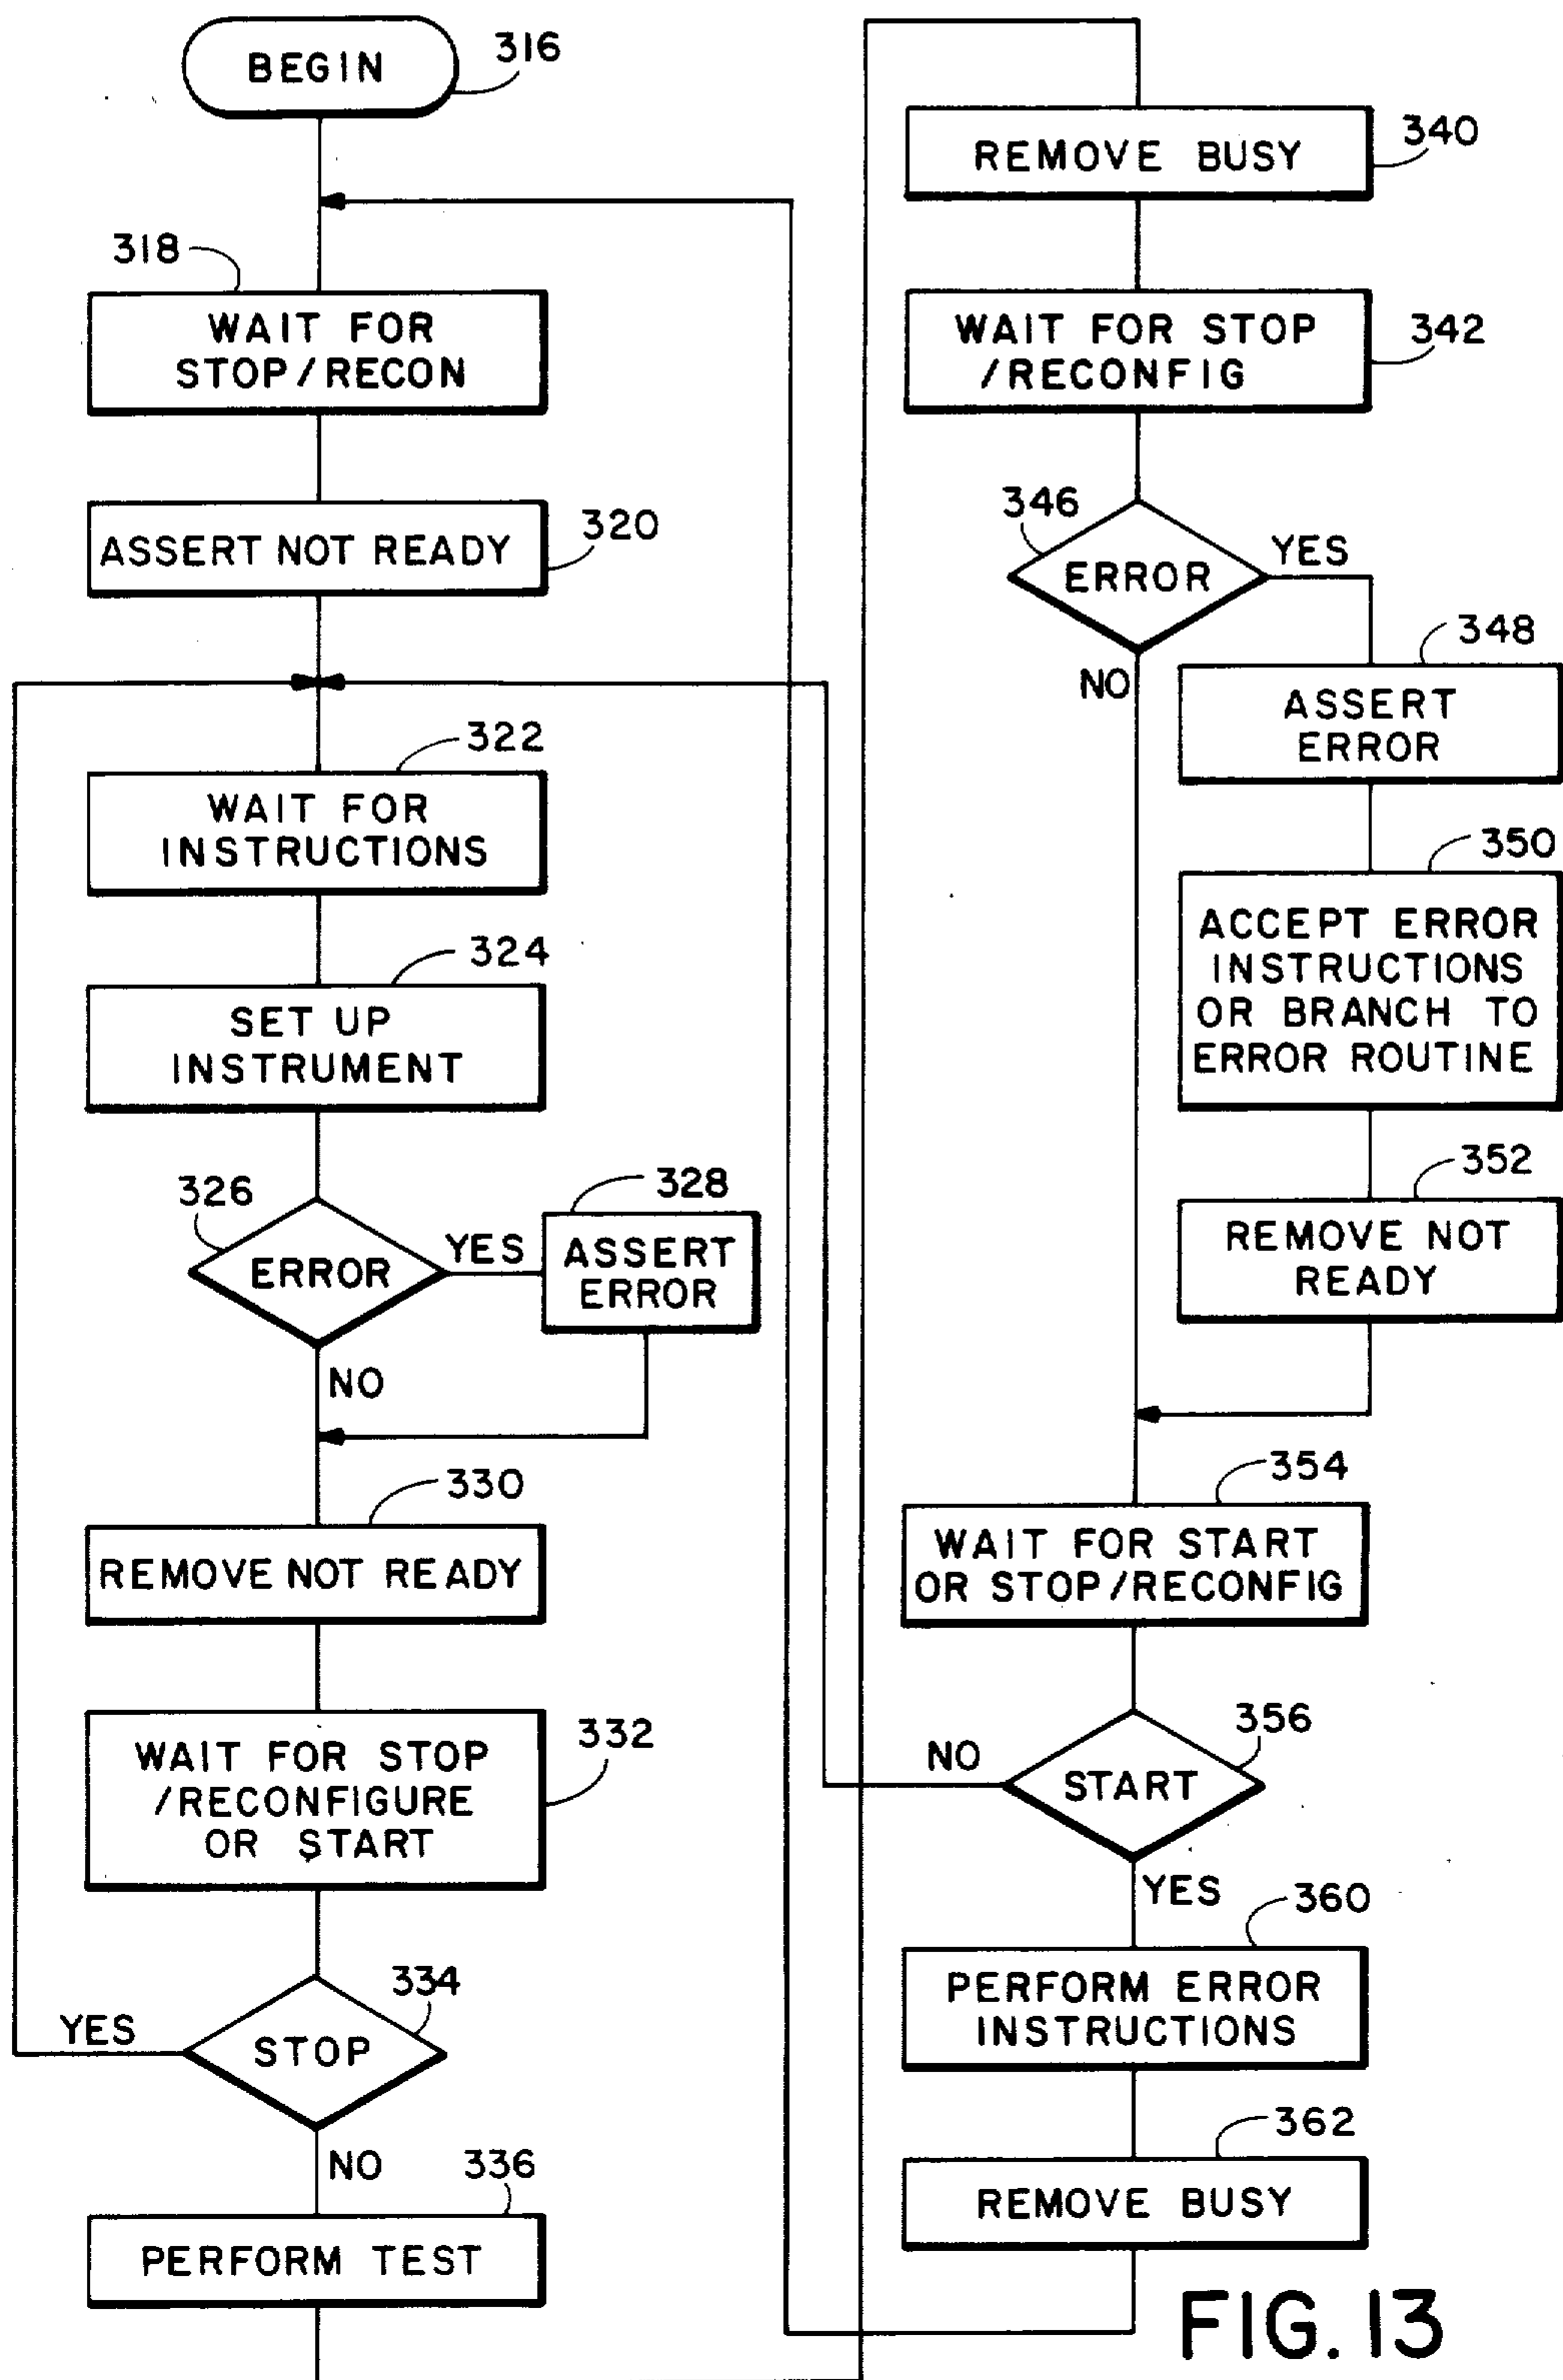 BEGIN
316
318
WAIT FOR
STOP/RECON
ASSERT NOT READY
320
322
WAIT FOR
INSTRUCTIONS
324
SET UP
INSTRUMENT
326
ERROR
YES
328
ASSERT
ERROR
NO
330
REMOVE NOT READY
WAIT FOR STOP
/RECONFIGURE
OR START
332
334
YES
STOP
NO
336
PERFORM TEST
REMOVE BUSY
340
WAIT FOR STOP
/RECONFIG
342
346
ERROR
YES
NO
348
ASSERT
ERROR
350
ACCEPT ERROR
INSTRUCTIONS
OR BRANCH TO
ERROR ROUTINE
352
REMOVE NOT
READY
354
WAIT FOR START
OR STOP/RECONFIG
356
NO
START
YES
360
PERFORM ERROR
INSTRUCTIONS
362
REMOVE BUSY
FIG. 13